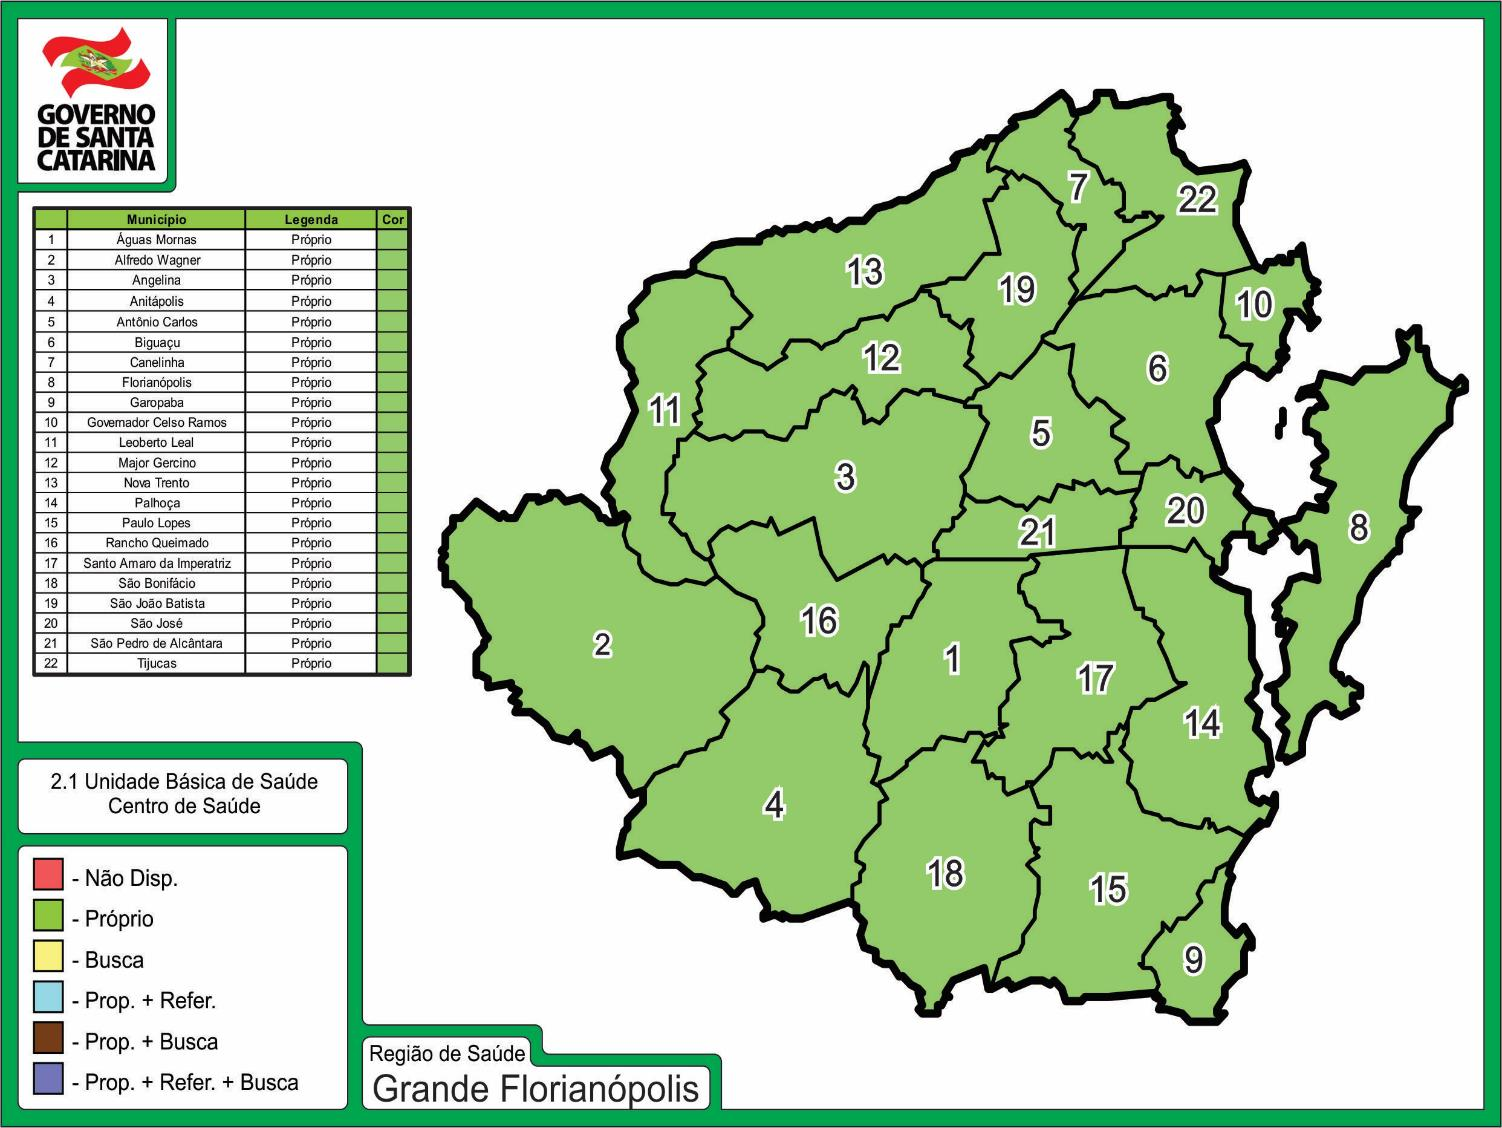 GOVERNO
DE SANTA
CATARINA
Município Legenda Cor
1 Águas Mornas Próprio
2 Alfredo Wagner Próprio
3 Angelina Próprio
4 Anitápolis Próprio
5 Antônio Carlos Próprio
6 Biguaçu Próprio
7 Canelinha Próprio
8 Florianópolis Próprio
9 Garopaba Próprio
10 Governador Celso Ramos Próprio
11 Leoberto Leal Próprio
12 Major Gercino Próprio
13 Nova Trento Próprio
14 Palhoça Próprio
15 Paulo Lopes Próprio
16 Rancho Queimado Próprio
17 Santo Amaro da Imperatriz Próprio
18 São Bonifácio Próprio
19 São João Batista Próprio
20 São José Próprio
21 São Pedro de Alcântara Próprio
22 Tijucas Próprio
7
22
13
19
10
12
6
11
5
3
20
21
8
16
2
1
17
14
4
18
15
9
2.1 Unidade Básica de Saúde
Centro de Saúde
- Não Disp.
- Próprio
- Busca
- Prop. + Refer.
- Prop. + Busca
- Prop. + Refer. + Busca
Região de Saúde
Grande Florianópolis